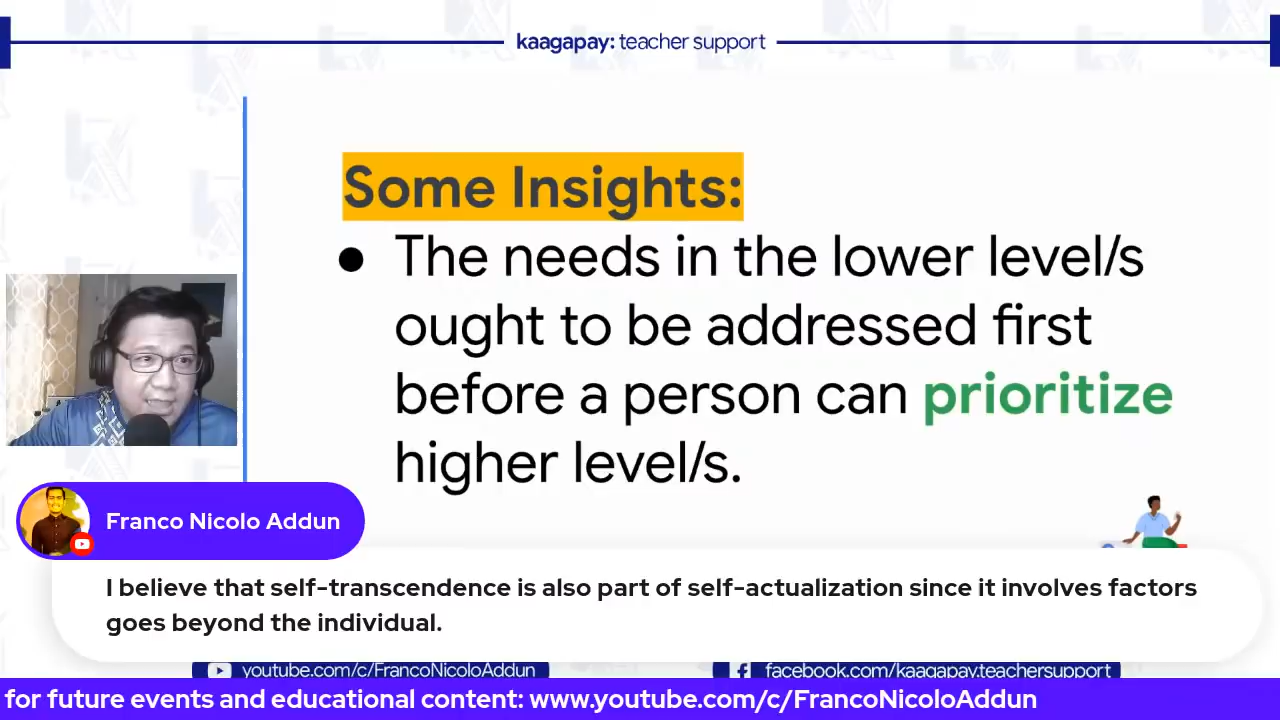 kaagapay: teacher support
Some Insights:
● The needs in the lower level/s
ought to be addressed first
before a person can prioritize
higher level/s.
Franco Nicolo Addun
I believe that self-transcendence is also part of self-actualization since it involves factors
goes beyond the individual.
youtube.com/c/FrancoNicoloAddun
facebook.com/kaagapay.teachersupport
for future events and educational content: www.youtube.com/c/FrancoNicoloAddun